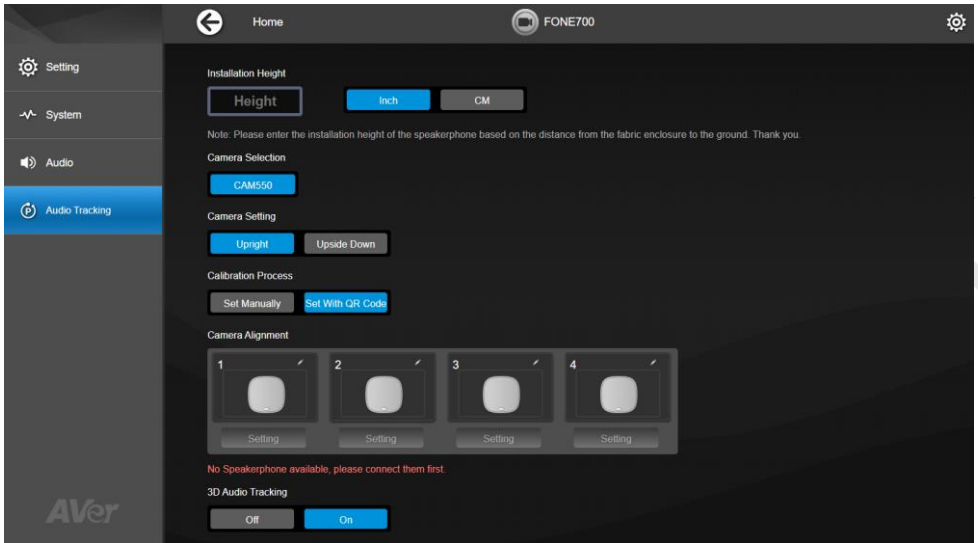 Home
FONE700
Setting
System
Audio
Audio Tracking
AVer
Installation Height
Height
Inch
CM
Note: Please enter the installation height of the speakerphone based on the distance from the fabric enclosure to the ground. Thank you.
Camera Selection
CAM550
Camera Setting
Upright
Upside Down
Calibration Process
Set Manually
Set With QR Code
Camera Alignment
1
2
3
4
Setting
Setting
Setting
Setting
No Speakerphone available, please connect them first.
3D Audio Tracking
Off
On